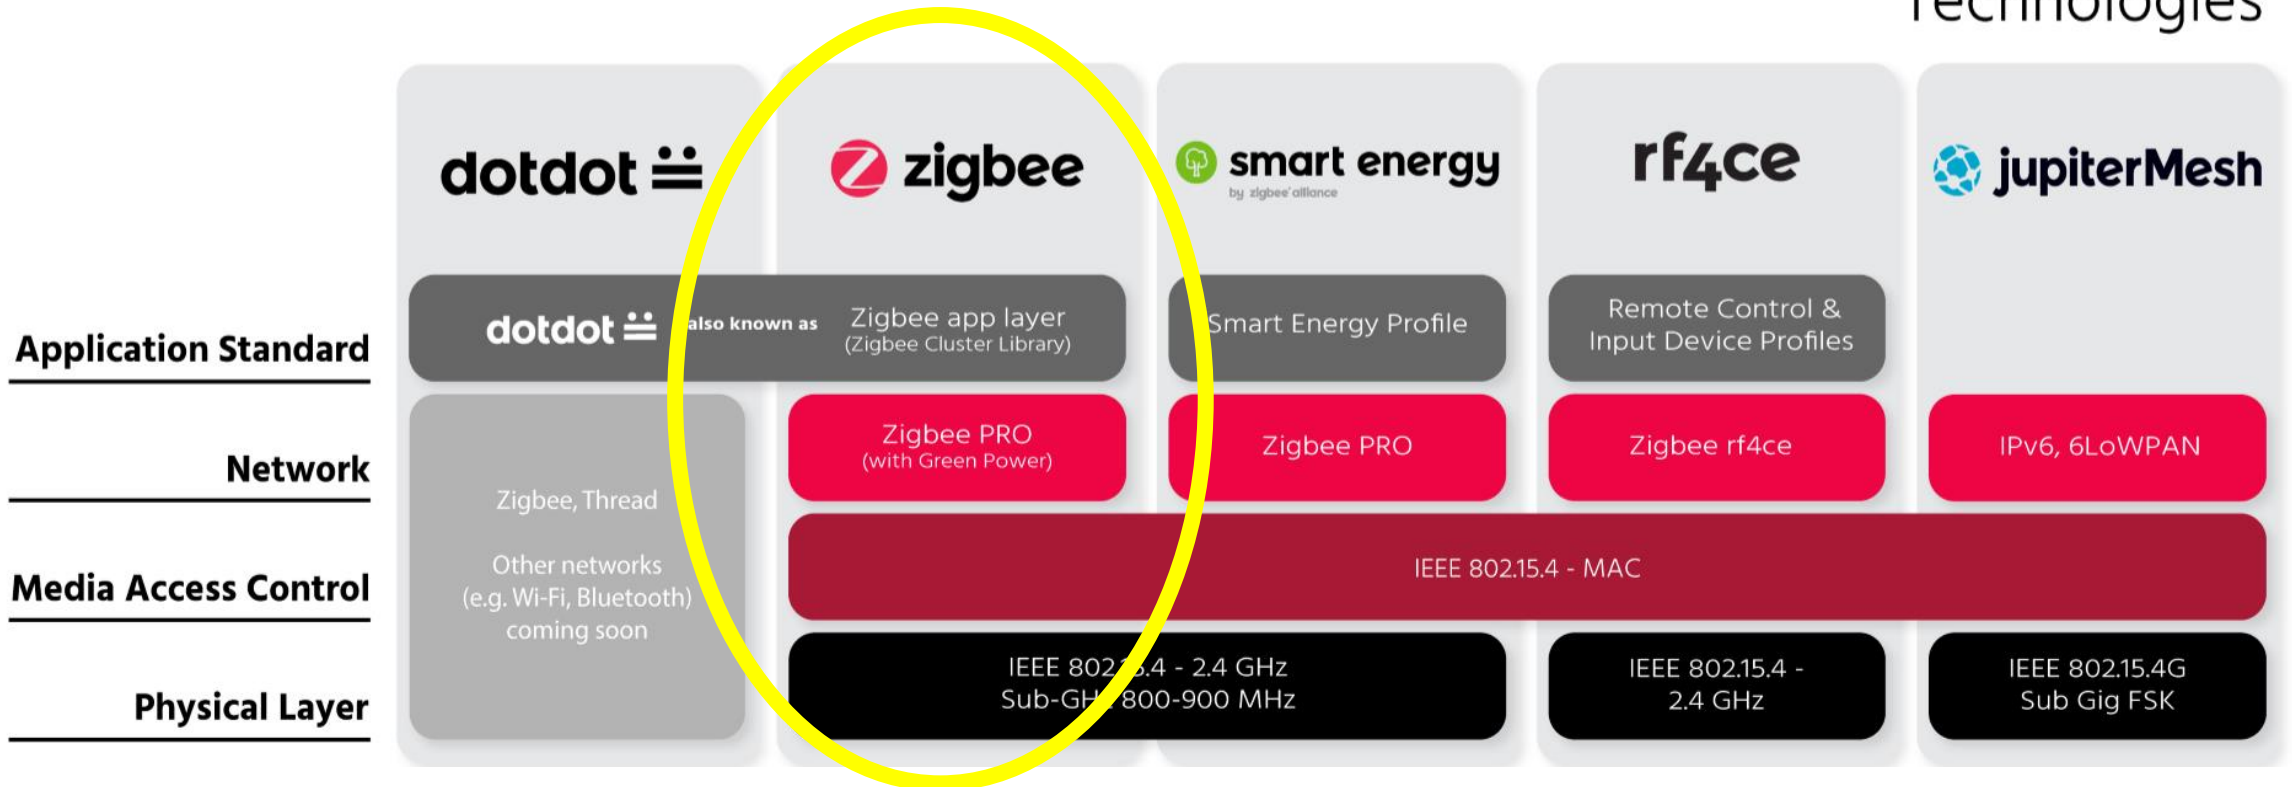 Technologies
dotdot
zigbee
smart energy
by zigbee alliance
rf4ce
jupiterMesh
Application Standard
dotdot also known as
Zigbee app layer
(Zigbee Cluster Library)
Smart Energy Profile
Remote Control &
Input Device Profiles
Network
Zigbee PRO
(with Green Power)
Zigbee PRO
Zigbee rf4ce
IPv6, 6LoWPAN
Zigbee, Thread
Other networks
(e.g. Wi-Fi, Bluetooth)
coming soon
Media Access Control
IEEE 802.15.4 - MAC
Physical Layer
IEEE 802.15.4 - 2.4 GHz
Sub-GHz 800-900 MHz
IEEE 802.15.4 -
2.4 GHz
IEEE 802.15.4G
Sub Gig FSK